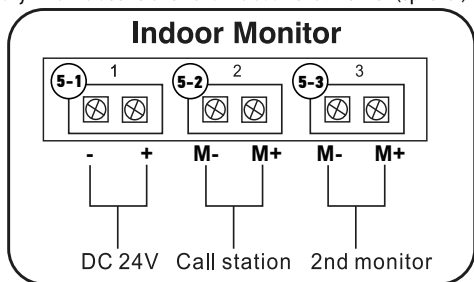 Indoor Monitor
5-1 1 5-2 2 5-3 3
- + M- M+ M- M+
DC 24V Call station 2nd monitor